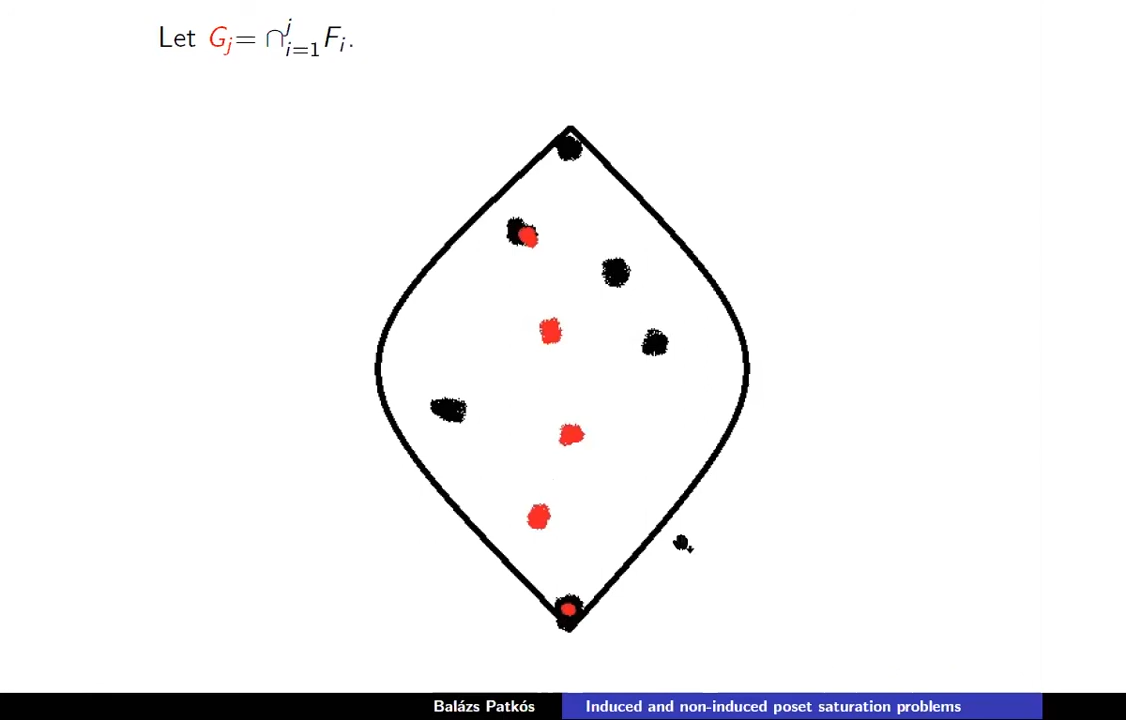 Let G_j = ∩_{i=1}^{j} F_i.
Balázs Patkós
Induced and non-induced poset saturation problems